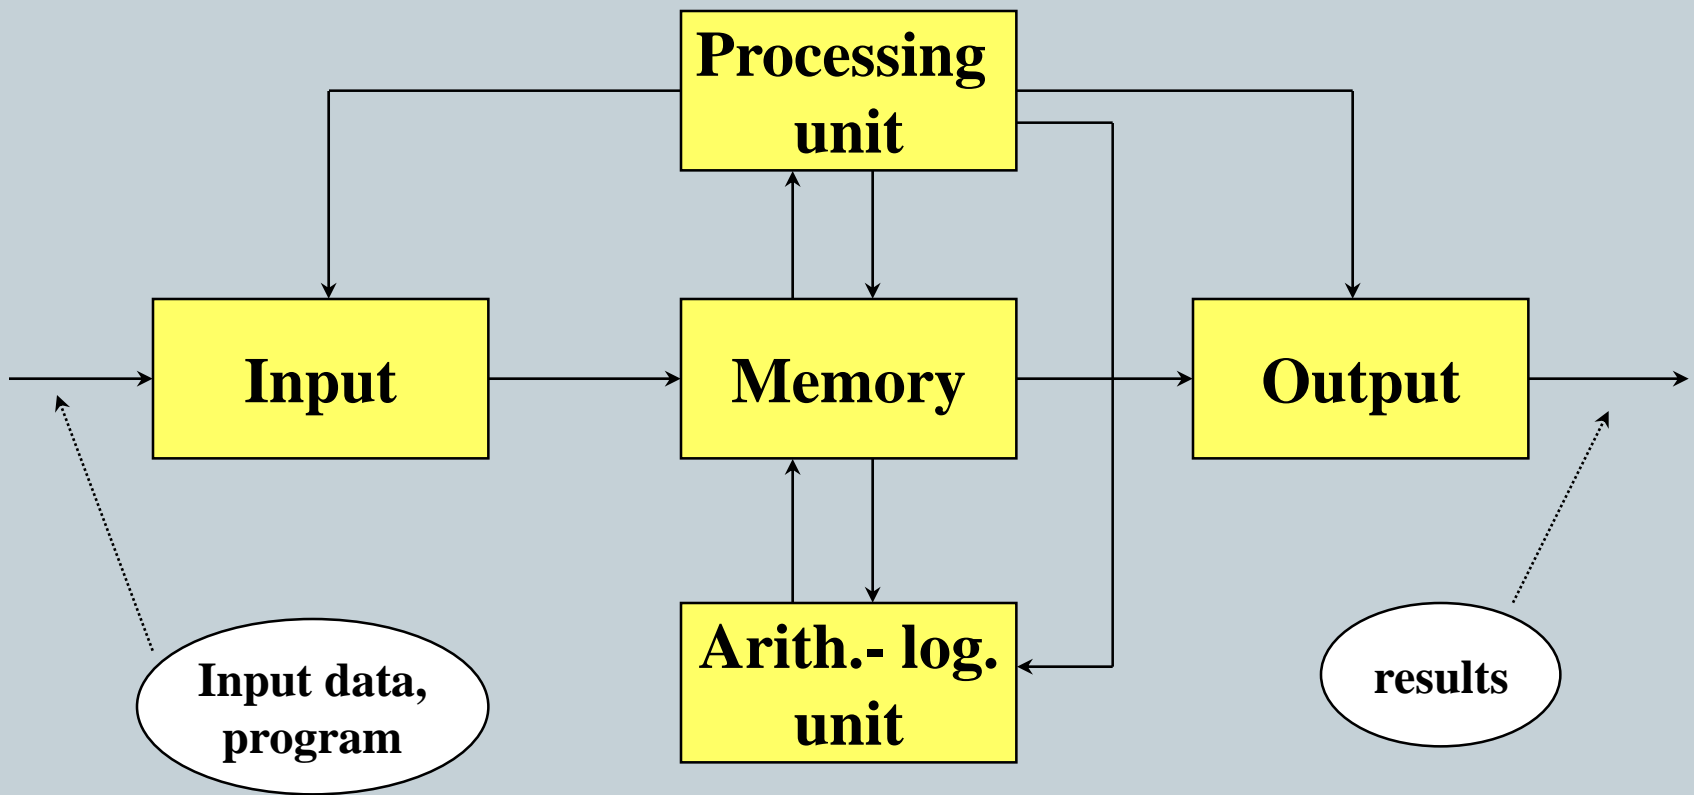 Processing
unit
Input
Memory
Output
Arith.- log.
unit
Input data,
program
results